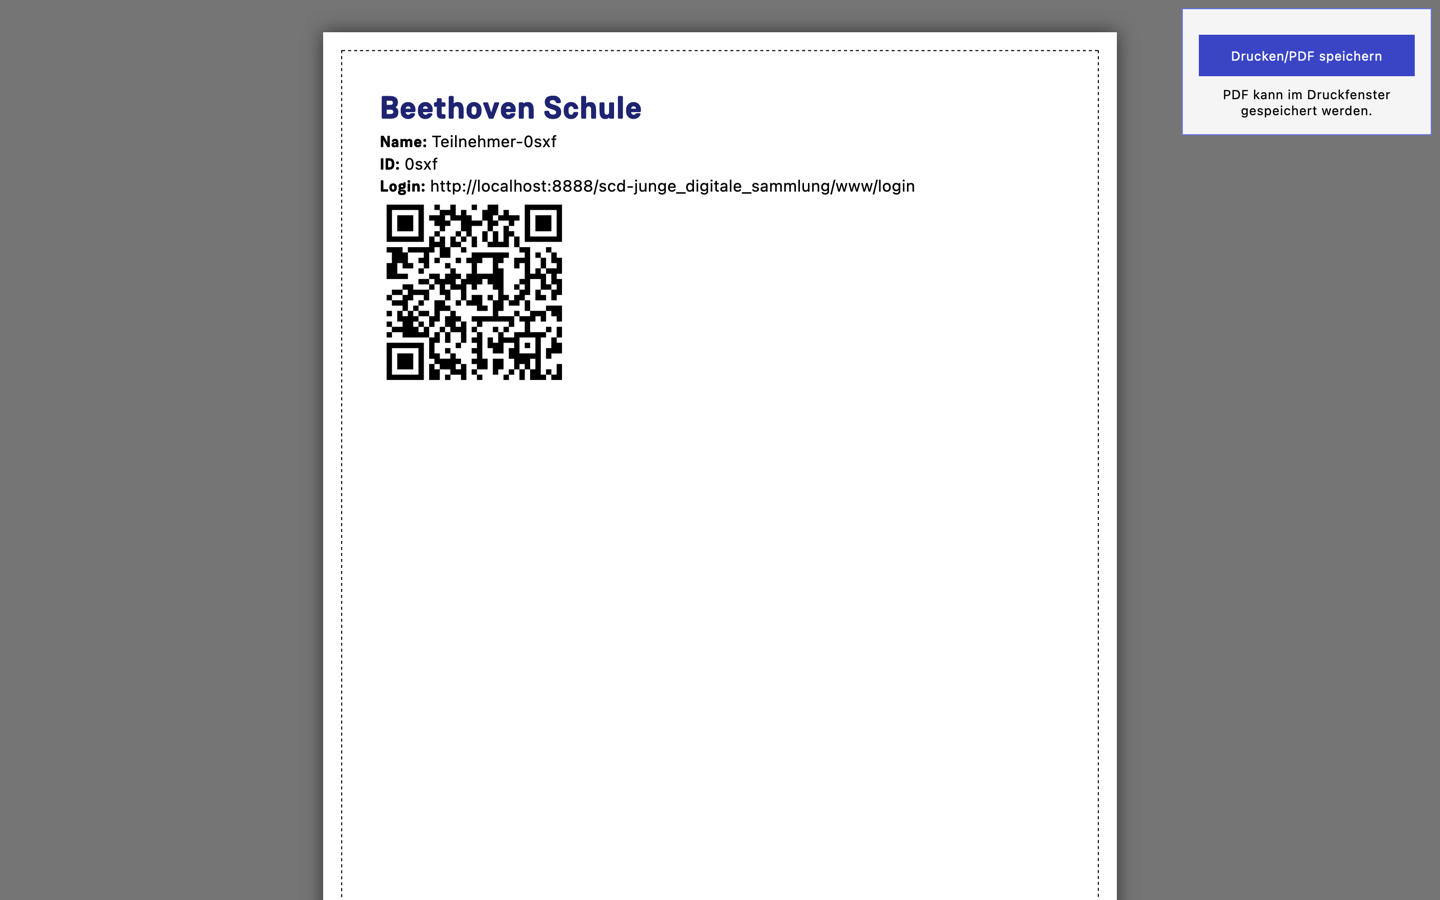 Beethoven Schule
Name: Teilnehmer-0sxf
ID: 0sxf
Login: http://localhost:8888/scd-junge_digitale_sammlung/www/login
Drucken/PDF speichern
PDF kann im Druckfenster
gespeichert werden.